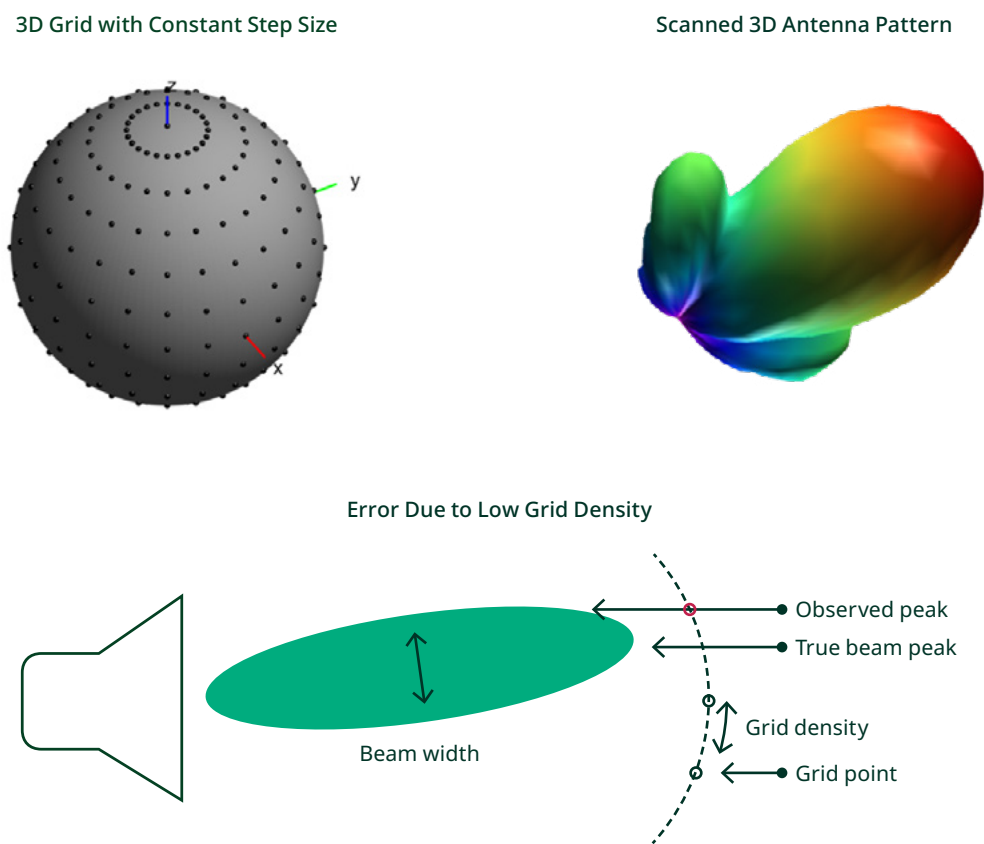 3D Grid with Constant Step Size
Scanned 3D Antenna Pattern
z
y
x
Error Due to Low Grid Density
Observed peak
True beam peak
Grid density
Beam width
Grid point